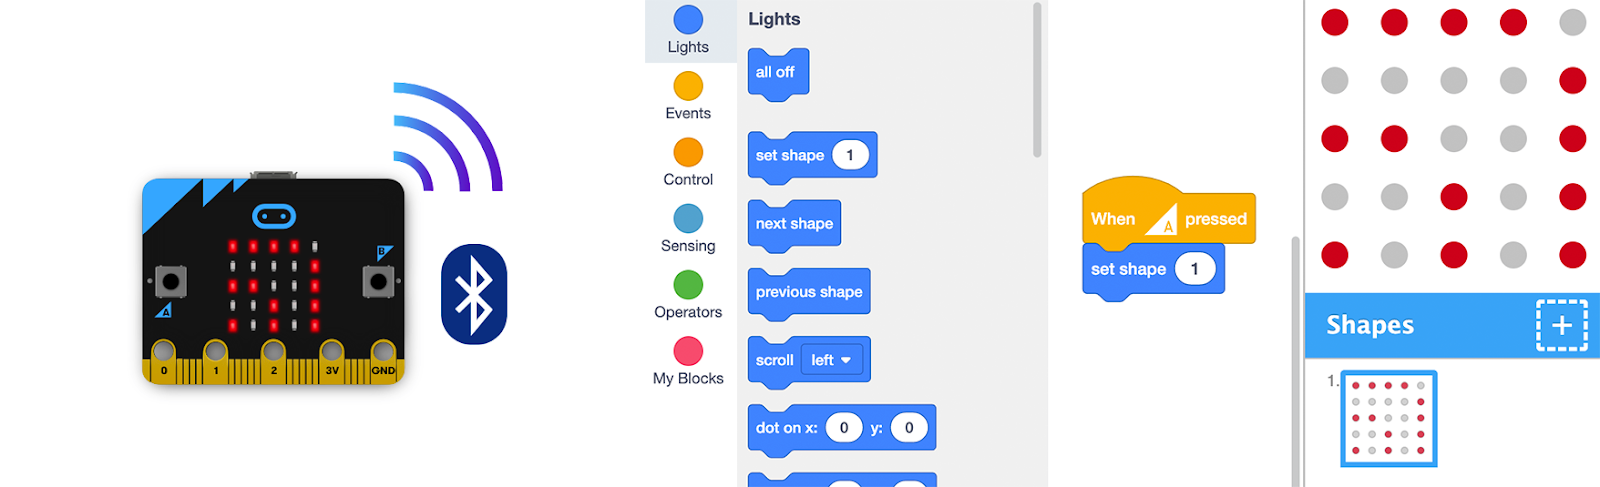 A
B
0
1
2
3V
GND
Lights
Events
Control
Sensing
Operators
My Blocks
Lights
all off
set shape 1
next shape
previous shape
scroll left
dot on x: 0 y: 0
When A pressed
set shape 1
Shapes
+
1.